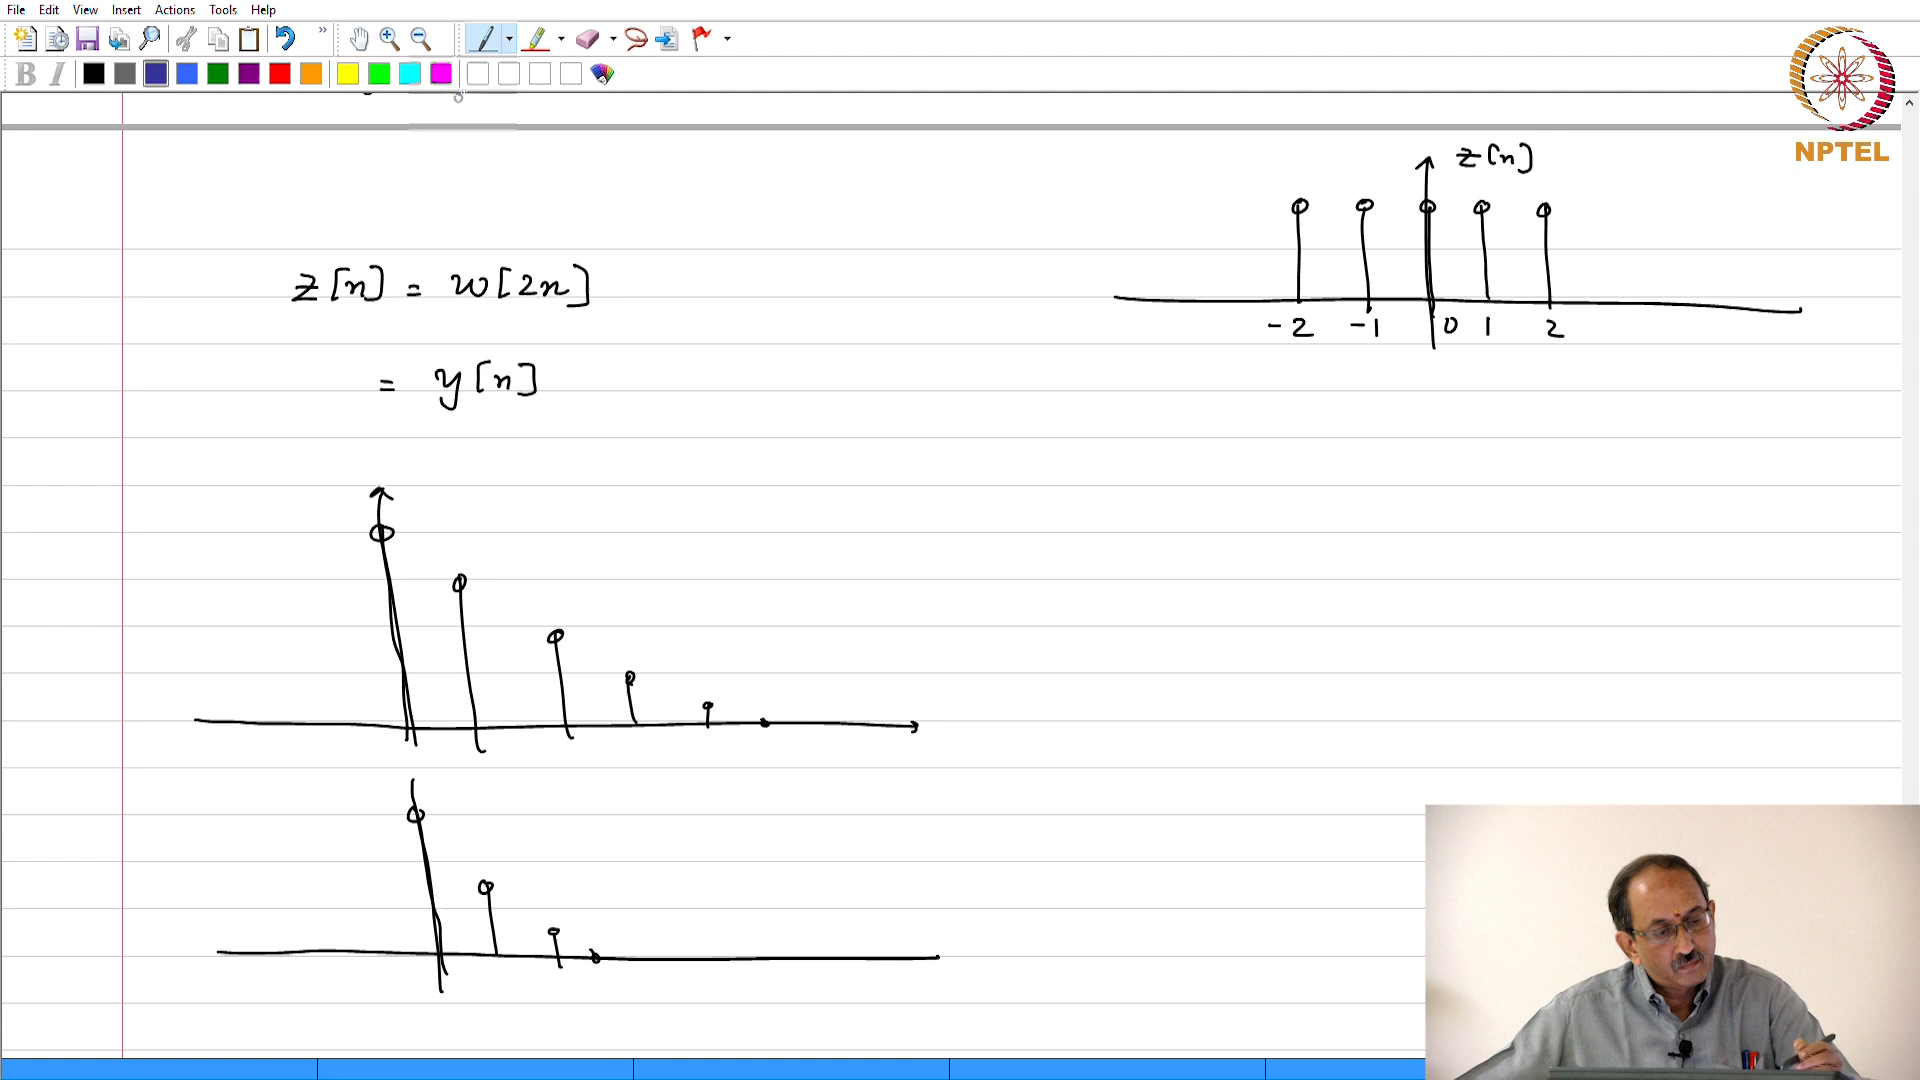 File Edit View Insert Actions Tools Help
B I
NPTEL
z[n]
-2 -1 0 1 2
z[n] = w[2n]
= y[n]